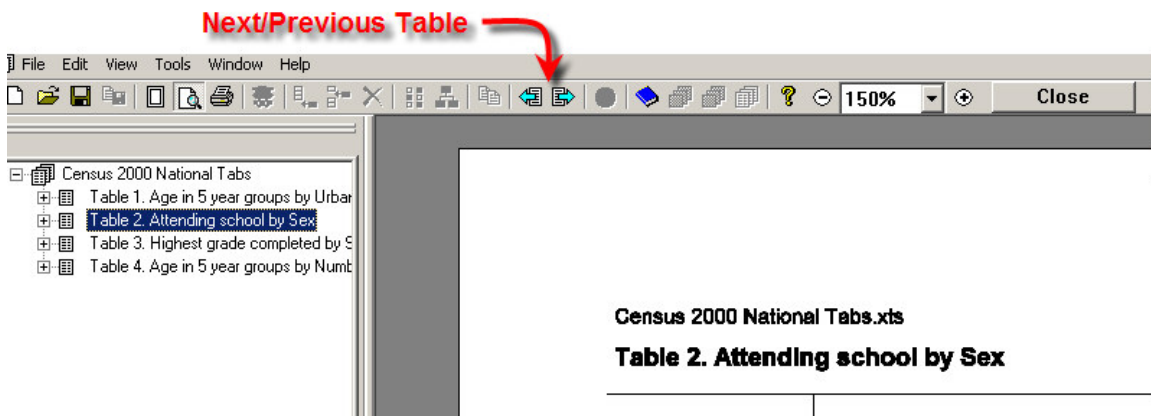 Next/Previous Table
File Edit View Tools Window Help
150% Close
Census 2000 National Tabs
Table 1. Age in 5 year groups by Urbar
Table 2. Attending school by Sex
Table 3. Highest grade completed by S
Table 4. Age in 5 year groups by Numb
Census 2000 National Tabs.xts
Table 2. Attending school by Sex